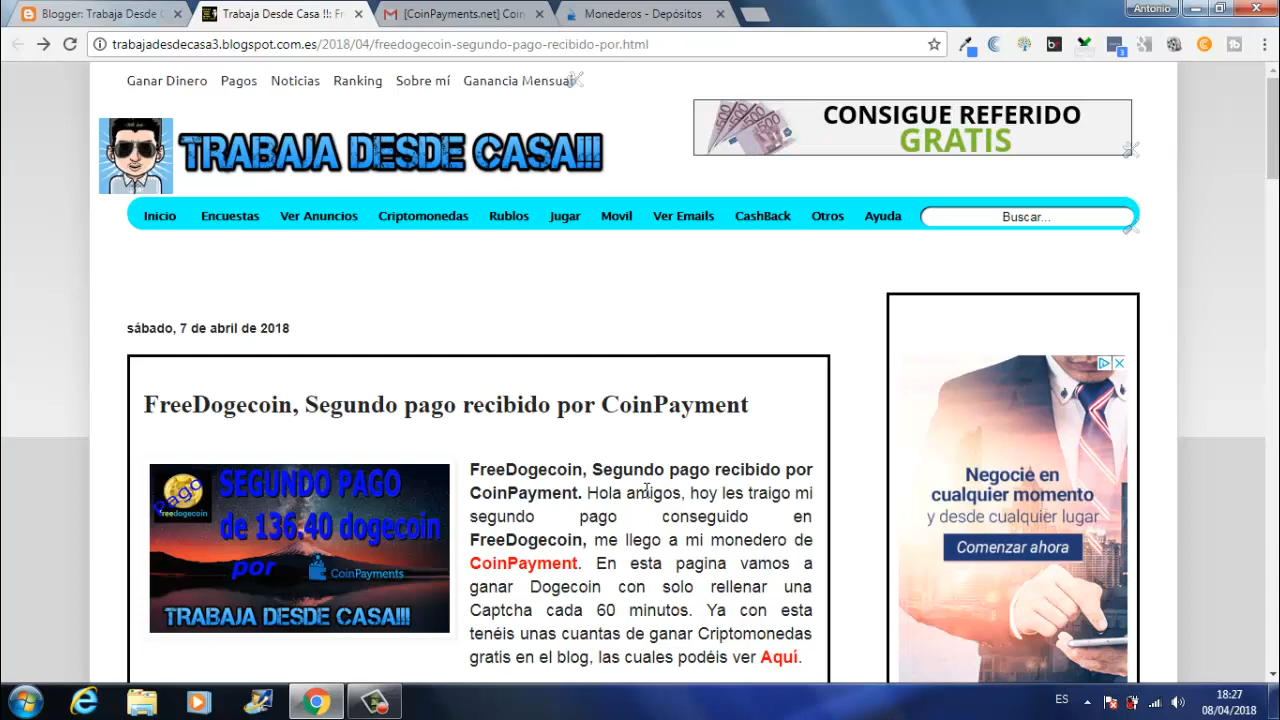 Blogger: Trabaja Desde C
Trabaja Desde Casa !!: Fr
[CoinPayments.net] Coin
Monederos - Depósitos
Antonio
trabajadesdecasa3.blogspot.com.es/2018/04/freedogecoin-segundo-pago-recibido-por.html
3
Ganar Dinero Pagos Noticias Ranking Sobre mí Ganancia Mensual
TRABAJA DESDE CASA!!!
CONSIGUE REFERIDO
GRATIS
Inicio Encuestas Ver Anuncios Criptomonedas Rublos Jugar Movil Ver Emails CashBack Otros Ayuda Buscar...
sábado, 7 de abril de 2018
FreeDogecoin, Segundo pago recibido por CoinPayment
Pago
freedogecoin
SEGUNDO PAGO
de 136.40 dogecoin
por
CoinPayments
TRABAJA DESDE CASA!!!
FreeDogecoin, Segundo pago recibido por
CoinPayment. Hola amigos, hoy les traigo mi
segundo pago conseguido en
FreeDogecoin, me llego a mi monedero de
CoinPayment. En esta pagina vamos a
ganar Dogecoin con solo rellenar una
Captcha cada 60 minutos. Ya con esta
tenéis unas cuantas de ganar Criptomonedas
gratis en el blog, las cuales podéis ver Aquí.
Negocie en
cualquier momento
y desde cualquier lugar
Comenzar ahora
ES
18:27
08/04/2018